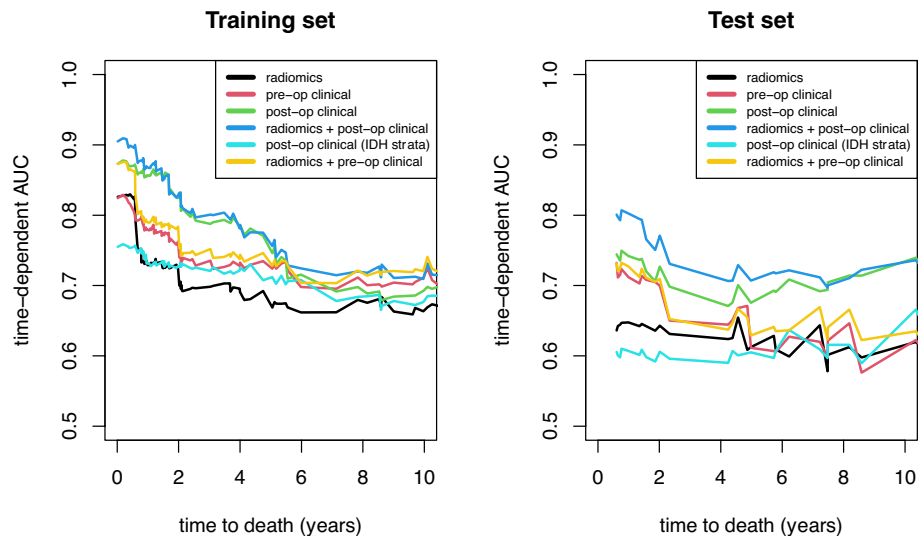 Training set
time−dependent AUC
1.0
0.9
0.8
0.7
0.6
0.5
radiomics
pre−op clinical
post−op clinical
radiomics + post−op clinical
post−op clinical (IDH strata)
radiomics + pre−op clinical
0 2 4 6 8 10
time to death (years)
Test set
time−dependent AUC
1.0
0.9
0.8
0.7
0.6
0.5
radiomics
pre−op clinical
post−op clinical
radiomics + post−op clinical
post−op clinical (IDH strata)
radiomics + pre−op clinical
0 2 4 6 8 10
time to death (years)